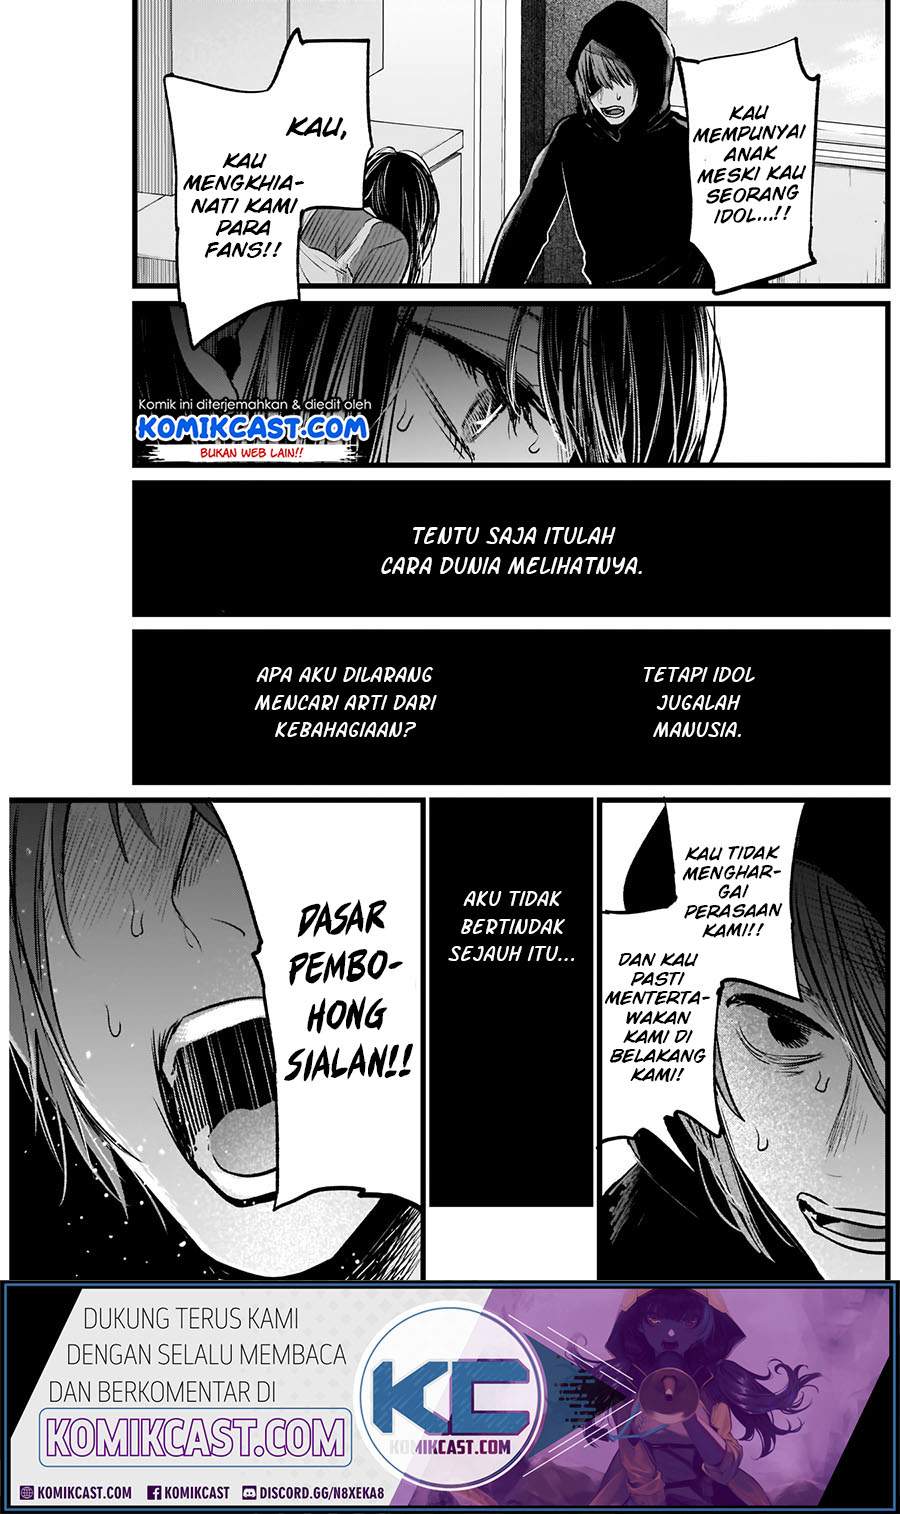 KAU
MEMPUNYAI
ANAK
MESKI KAU
SEORANG
IDOL...!!
KAU,
KAU
MENGKHIA-
NATI KAMI
PARA
FANS!!
Komik ini diterjemahkan & diedit oleh
KOMIKCAST.COM
BUKAN WEB LAIN!!
TENTU SAJA ITULAH
CARA DUNIA MELIHATNYA.
TETAPI IDOL
JUGALAH
MANUSIA.
APA AKU DILARANG
MENCARI ARTI DARI
KEBAHAGIAAN?
KAU TIDAK
MENGHAR-
GAI
PERASAAN
KAMI!!
DAN KAU
PASTI
MENTERTA-
WAKAN
KAMI DI
BELAKANG
KAMI!
AKU TIDAK
BERTINDAK
SEJAUH ITU...
DASAR
PEMBO-
HONG
SIALAN!!
DUKUNG TERUS KAMI
DENGAN SELALU MEMBACA
DAN BERKOMENTAR DI
KOMIKCAST.COM
KC
KOMIKCAST.COM
KOMIKCAST.COM
KOMIKCAST
DISCORD.GG/N8XEKA8